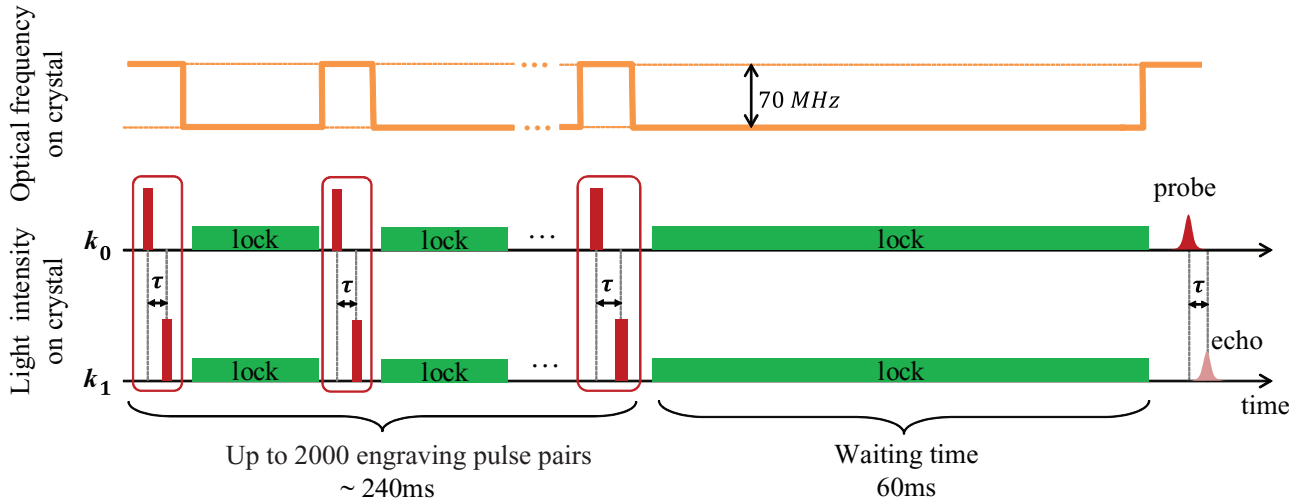 Optical frequency
on crystal
...
70 MHz
...
probe
k0
lock
lock
...
lock
τ
τ
τ
τ
Light intensity
on crystal
echo
k1
lock
lock
...
lock
time
Up to 2000 engraving pulse pairs
~ 240ms
Waiting time
60ms